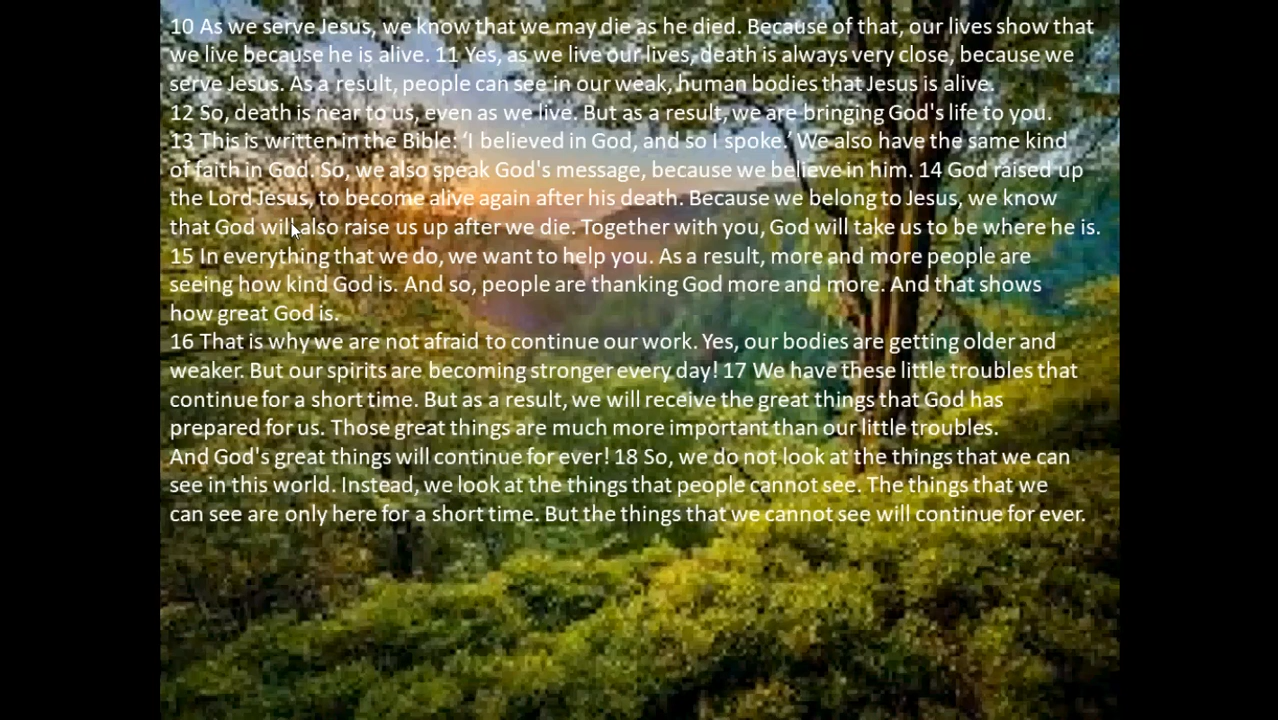 10 As we serve Jesus, we know that we may die as he died. Because of that, our lives show that
we live because he is alive. 11 Yes, as we live our lives, death is always very close, because we
serve Jesus. As a result, people can see in our weak, human bodies that Jesus is alive.
12 So, death is near to us, even as we live. But as a result, we are bringing God's life to you.
13 This is written in the Bible: ‘I believed in God, and so I spoke.’ We also have the same kind
of faith in God. So, we also speak God's message, because we believe in him. 14 God raised up
the Lord Jesus, to become alive again after his death. Because we belong to Jesus, we know
that God will also raise us up after we die. Together with you, God will take us to be where he is.
15 In everything that we do, we want to help you. As a result, more and more people are
seeing how kind God is. And so, people are thanking God more and more. And that shows
how great God is.
16 That is why we are not afraid to continue our work. Yes, our bodies are getting older and
weaker. But our spirits are becoming stronger every day! 17 We have these little troubles that
continue for a short time. But as a result, we will receive the great things that God has
prepared for us. Those great things are much more important than our little troubles.
And God's great things will continue for ever! 18 So, we do not look at the things that we can
see in this world. Instead, we look at the things that people cannot see. The things that we
can see are only here for a short time. But the things that we cannot see will continue for ever.